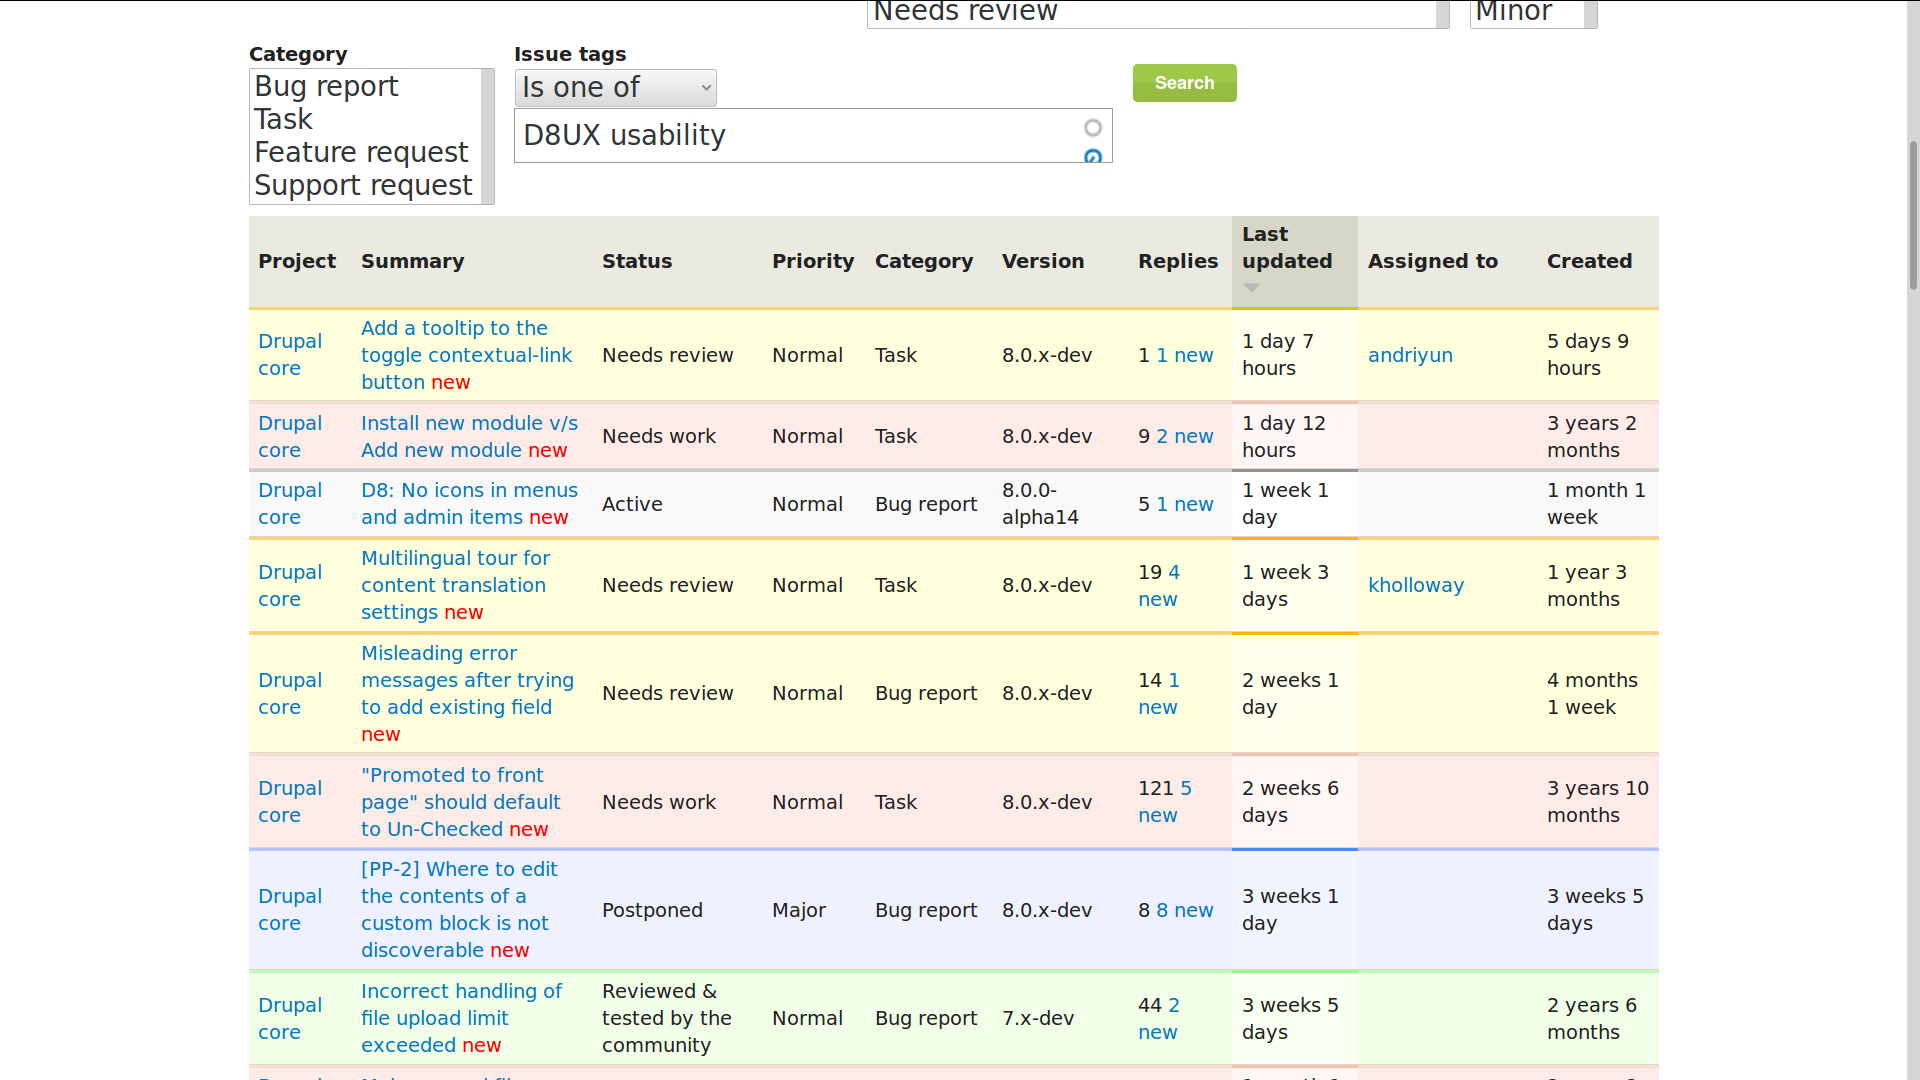 Needs review
Minor
Category
Issue tags
Bug report
Task
Feature request
Support request
Is one of
D8UX usability
Search
Project Summary Status Priority Category Version Replies Last updated Assigned to Created
Drupal core
Add a tooltip to the
toggle contextual-link
button new
Needs review Normal Task 8.0.x-dev 1 1 new
1 day 7
hours
andriyun
5 days 9
hours
Drupal
core
Install new module v/s
Add new module new
Needs work Normal Task 8.0.x-dev 9 2 new
1 day 12
hours
3 years 2
months
Drupal
core
D8: No icons in menus
and admin items new
Active Normal Bug report
8.0.0-
alpha14
5 1 new
1 week 1
day
1 month 1
week
Drupal
core
Multilingual tour for
content translation
settings new
Needs review Normal Task 8.0.x-dev
19 4
new
1 week 3
days
kholloway
1 year 3
months
Drupal
core
Misleading error
messages after trying
to add existing field
new
Needs review Normal Bug report 8.0.x-dev
14 1
new
2 weeks 1
day
4 months
1 week
Drupal
core
"Promoted to front
page" should default
to Un-Checked new
Needs work Normal Task 8.0.x-dev
121 5
new
2 weeks 6
days
3 years 10
months
Drupal
core
[PP-2] Where to edit
the contents of a
custom block is not
discoverable new
Postponed Major Bug report 8.0.x-dev 8 8 new
3 weeks 1
day
3 weeks 5
days
Drupal
core
Incorrect handling of
file upload limit
exceeded new
Reviewed &
tested by the
community
Normal Bug report 7.x-dev
44 2
new
3 weeks 5
days
2 years 6
months